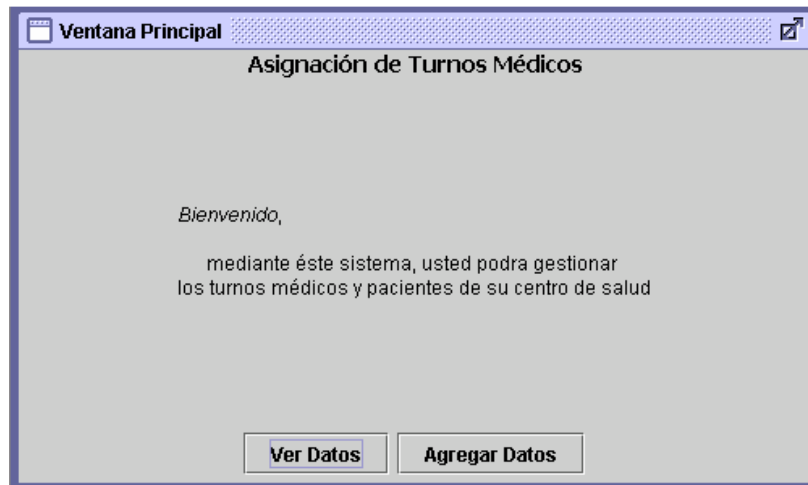 Ventana Principal
Asignación de Turnos Médicos
Bienvenido,
mediante éste sistema, usted podra gestionar
los turnos médicos y pacientes de su centro de salud
Ver Datos
Agregar Datos